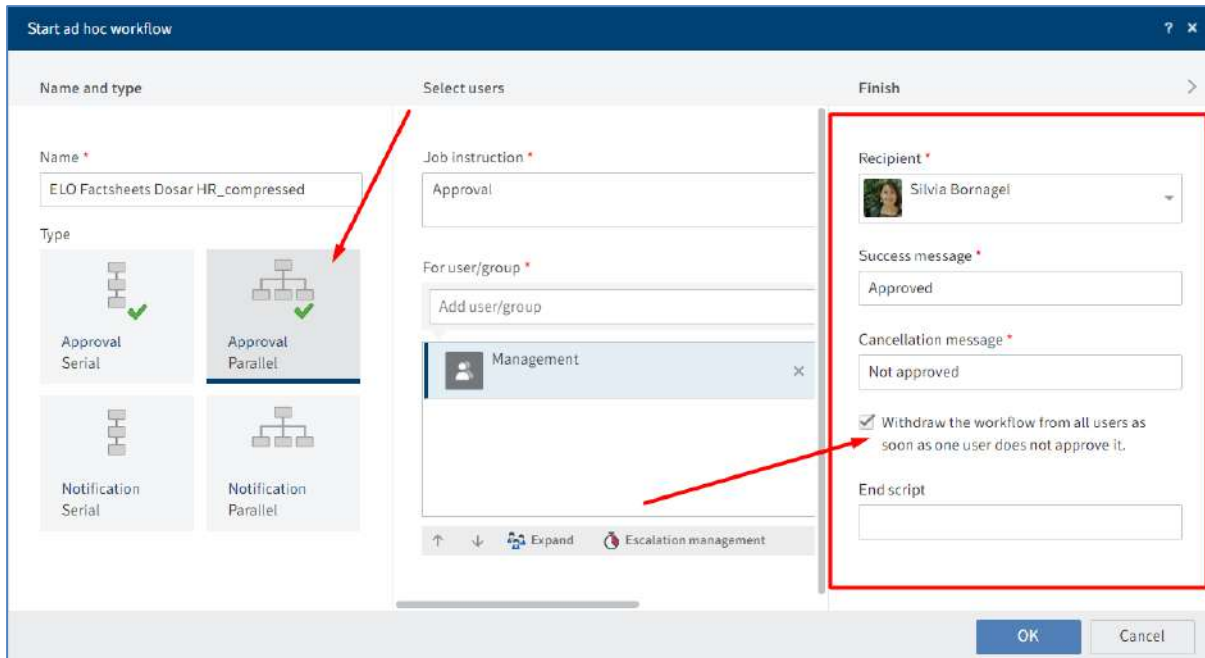 Start ad hoc workflow
? x
Name and type
Select users
Finish
Name *
ELO Factsheets Dosar HR_compressed
Type
Approval
Serial
Approval
Parallel
Notification
Serial
Notification
Parallel
Job instruction *
Approval
For user/group *
Add user/group
Management
Expand
Escalation management
Recipient *
Silvia Bornagel
Success message *
Approved
Cancellation message *
Not approved
Withdraw the workflow from all users as
soon as one user does not approve it.
End script
OK
Cancel